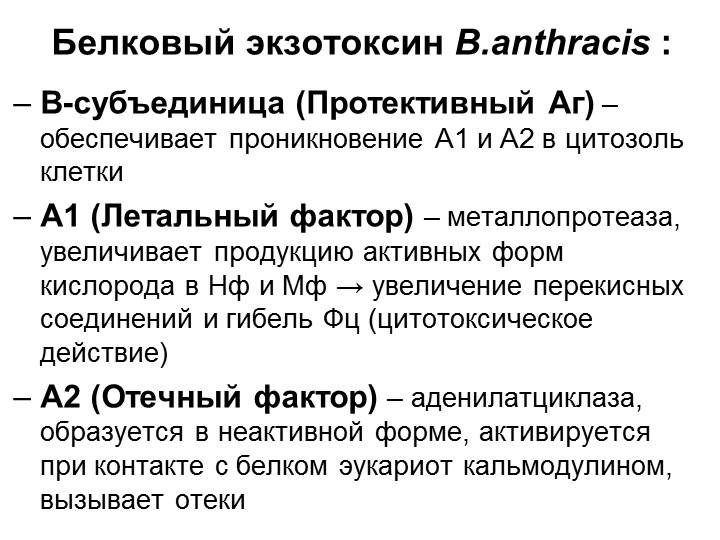 Белковый экзотоксин B.anthracis :
– В-субъединица (Протективный Аг) –
обеспечивает проникновение А1 и А2 в цитозоль
клетки
– А1 (Летальный фактор) – металлопротеаза,
увеличивает продукцию активных форм
кислорода в Нф и Мф → увеличение перекисных
соединений и гибель Фц (цитотоксическое
действие)
– А2 (Отечный фактор) – аденилатциклаза,
образуется в неактивной форме, активируется
при контакте с белком эукариот кальмодулином,
вызывает отеки